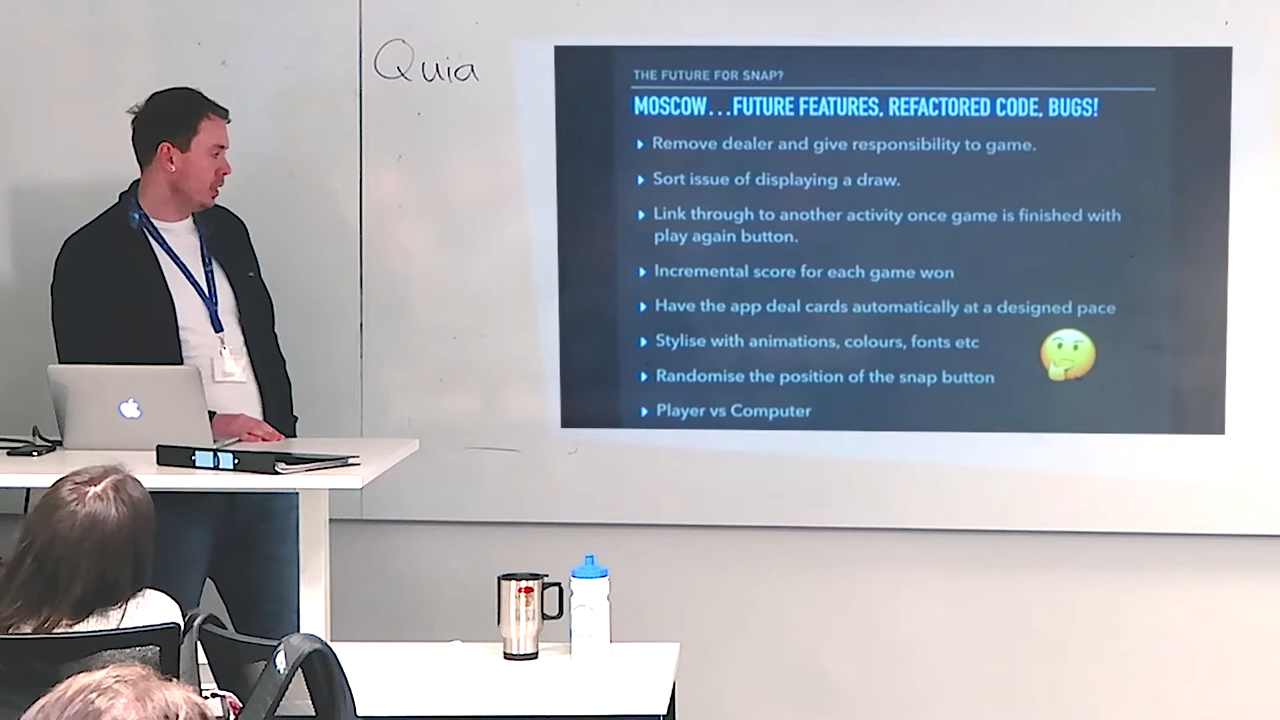 Quia
THE FUTURE FOR SNAP?
MOSCOW...FUTURE FEATURES, REFACTORED CODE, BUGS!
Remove dealer and give responsibility to game.
Sort issue of displaying a draw.
Link through to another activity once game is finished with
play again button.
Incremental score for each game won
Have the app deal cards automatically at a designed pace
Stylise with animations, colours, fonts etc
Randomise the position of the snap button
Player vs Computer